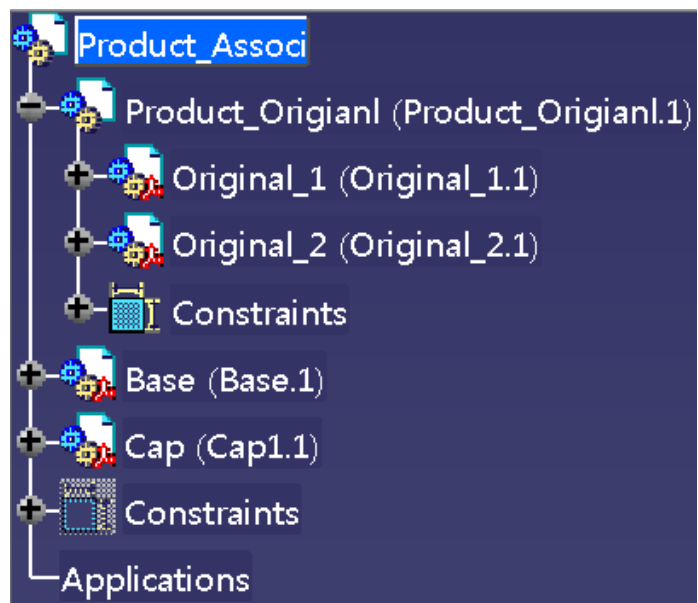 Product_Associ
Product_Origianl (Product_Origianl.1)
Original_1 (Original_1.1)
Original_2 (Original_2.1)
Constraints
Base (Base.1)
Cap (Cap1.1)
Constraints
Applications